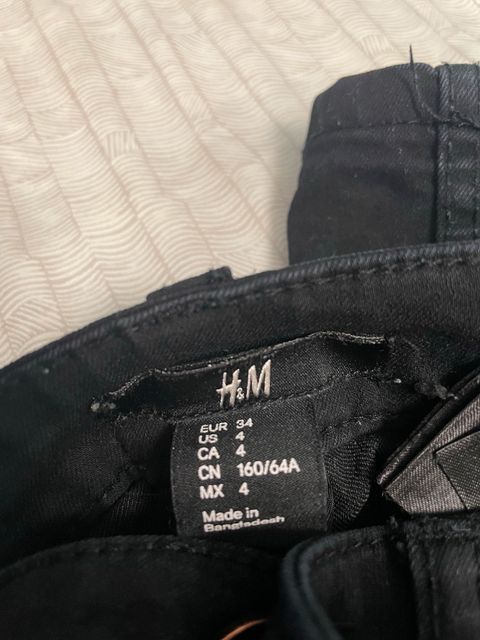 H&M
EUR 34
US 4
CA 4
CN 160/64A
MX 4
Made in
Bangladesh